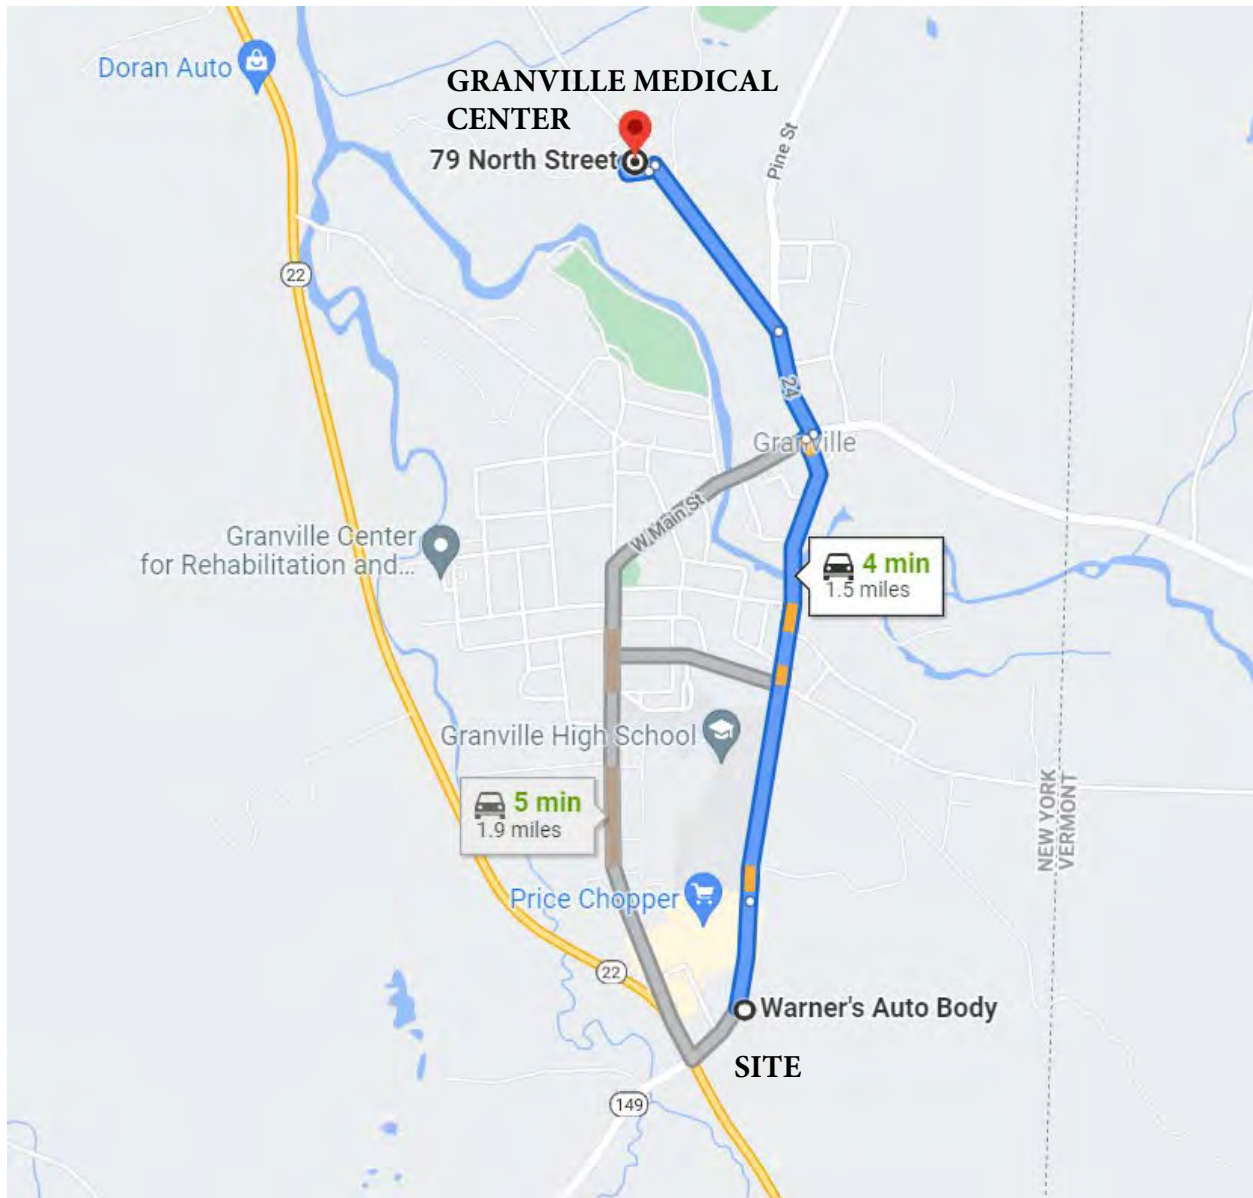 Doran Auto
GRANVILLE MEDICAL
CENTER
79 North Street
Pine St
22
24
Granville
W Main St
Granville Center
for Rehabilitation and...
4 min
1.5 miles
Granville High School
5 min
1.9 miles
NEW YORK
VERMONT
Price Chopper
22
Warner's Auto Body
SITE
149